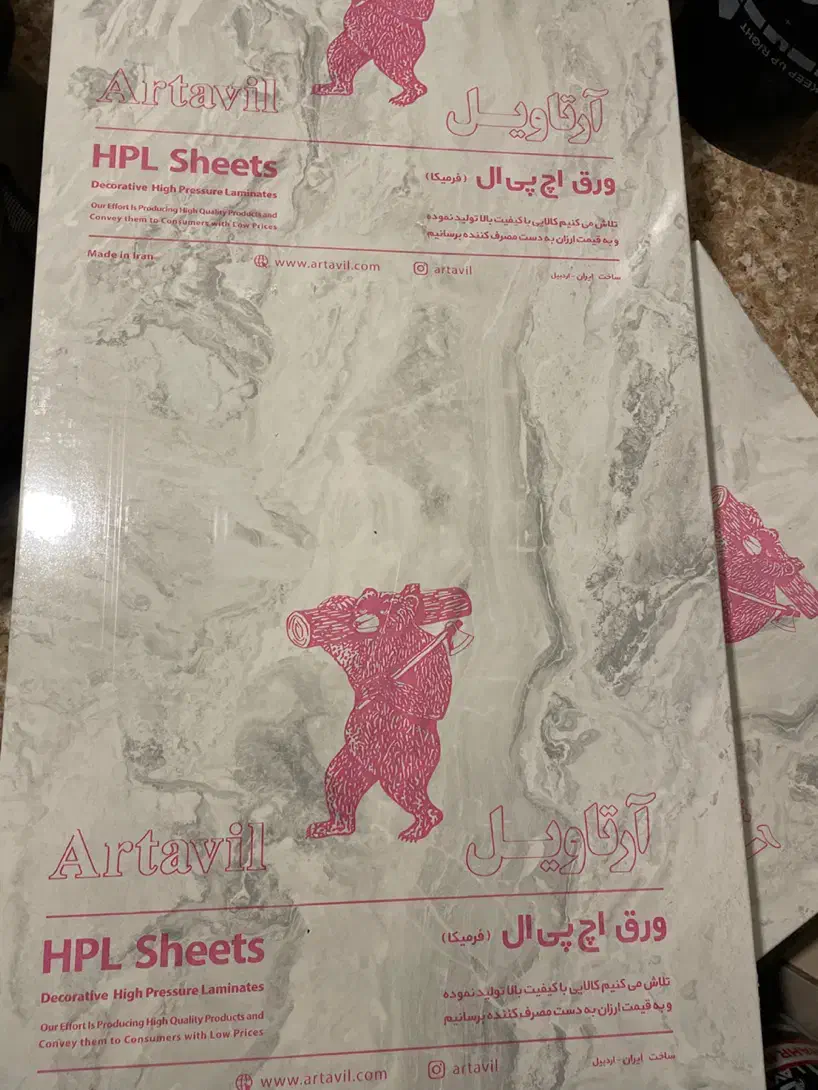 KEEP UP RIGHT
Artavil
آرتاویل
HPL Sheets
ورق اچ پی ال (فرمیکا)
Decorative High Pressure Laminates
Our Effort Is Producing High Quality Products and
Convey them to Consumers with Low Prices
تلاش می کنیم کالایی با کیفیت بالا تولید نموده
و به قیمت ارزان به دست مصرف کننده برسانیم
Made in Iran
www.artavil.com
artavil
ساخت ایران - اردبیل
Artavil
آرتاویل
HPL Sheets
ورق اچ پی ال (فرمیکا)
Decorative High Pressure Laminates
Our Effort Is Producing High Quality Products and
Convey them to Consumers with Low Prices
تلاش می کنیم کالایی با کیفیت بالا تولید نموده
و به قیمت ارزان به دست مصرف کننده برسانیم
www.artavil.com
artavil
ساخت ایران - اردبیل